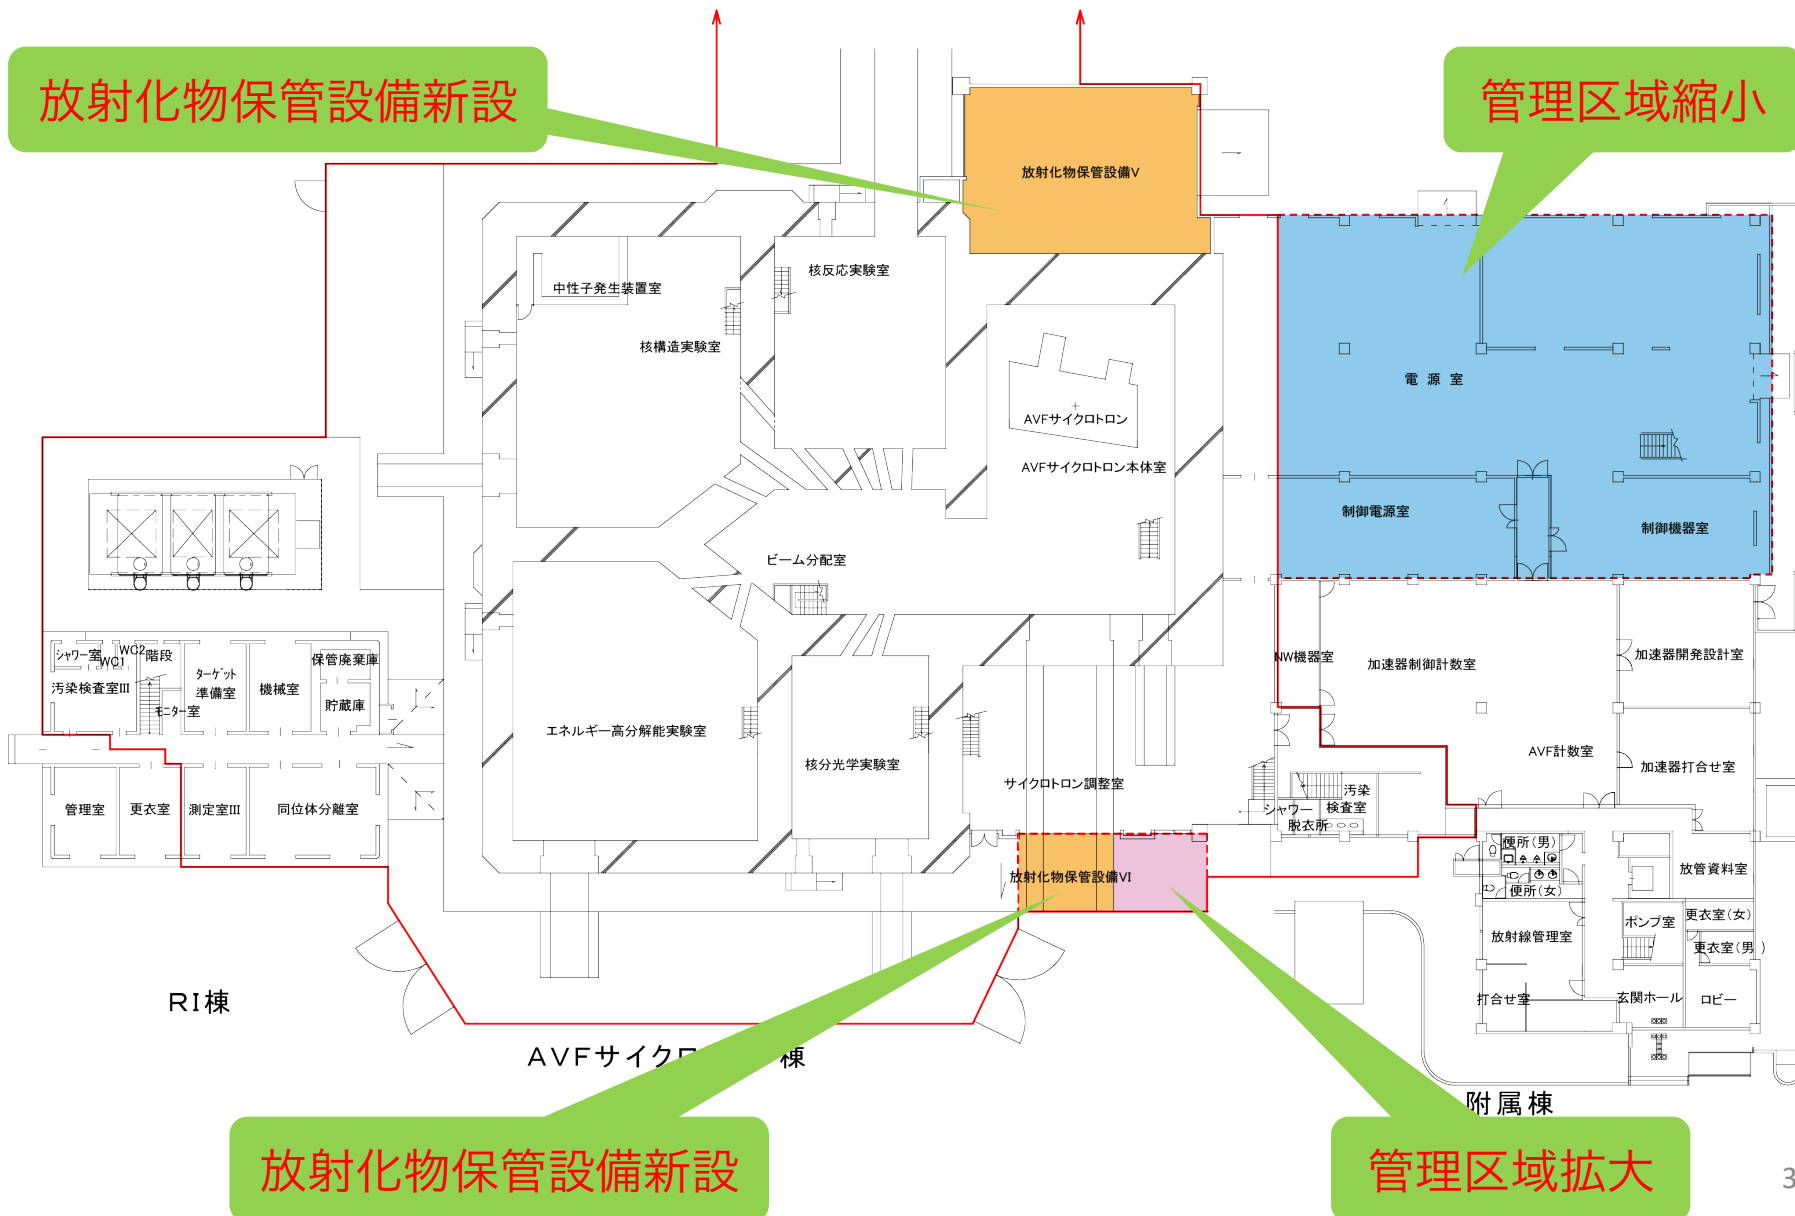 放射化物保管設備新設
管理区域縮小
放射化物保管設備V
核反応実験室
中性子発生装置室
核構造実験室
電源室
AVFサイクロトロン
AVFサイクロトロン本体室
制御電源室
制御機器室
ビーム分配室
シャワー室
WC1
WC2
階段
ターゲット
準備室
機械室
保管廃棄庫
汚染検査室III
モニター室
貯蔵庫
NW機器室
加速器制御計数室
加速器開発設計室
エネルギー高分解能実験室
核分光学実験室
サイクロトロン調整室
AVF計数室
加速器打合せ室
管理室
更衣室
測定室III
同位体分離室
シャワー
脱衣所
汚染
検査室
便所(男)
便所(女)
放管資料室
放射化物保管設備VI
ポンプ室
更衣室(女)
更衣室(男)
放射線管理室
打合せ室
玄関ホール
ロビー
RI棟
AVFサイクロ
棟
附属棟
放射化物保管設備新設
管理区域拡大
3